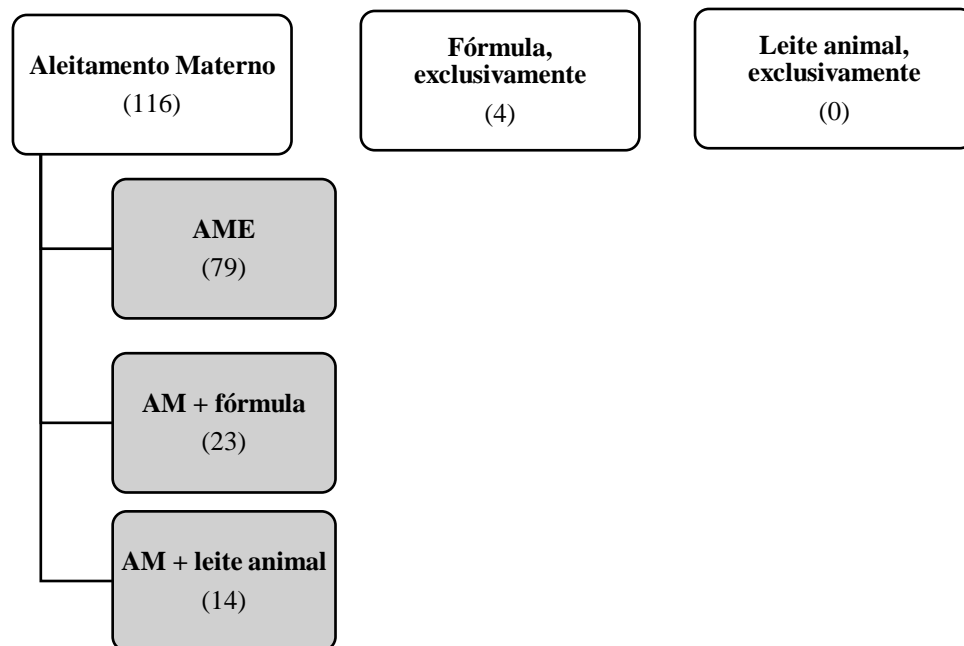 Aleitamento Materno
(116)
Fórmula,
exclusivamente
(4)
Leite animal,
exclusivamente
(0)
AME
(79)
AM + fórmula
(23)
AM + leite animal
(14)